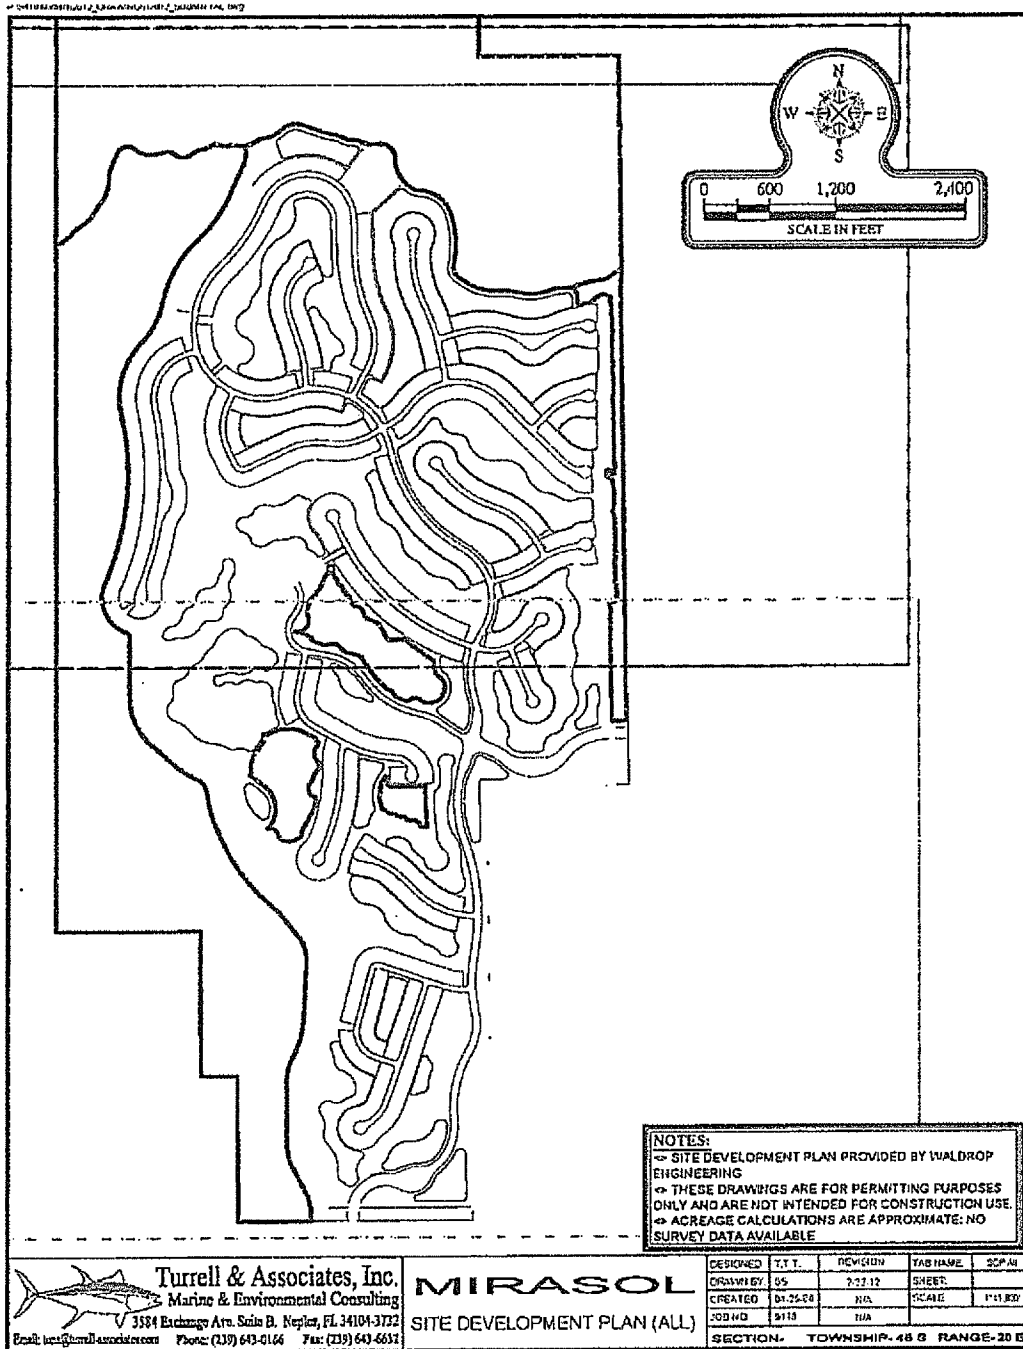 N
W
E
S
0 600 1,200 2,400
SCALE IN FEET
NOTES:
<> SITE DEVELOPMENT PLAN PROVIDED BY WALDROP
ENGINEERING
<> THESE DRAWINGS ARE FOR PERMITTING PURPOSES
ONLY AND ARE NOT INTENDED FOR CONSTRUCTION USE.
<> ACREAGE CALCULATIONS ARE APPROXIMATE: NO
SURVEY DATA AVAILABLE
Turrell & Associates, Inc.
Marine & Environmental Consulting
3584 Exchange Ave. Suite B. Naples, FL 34104-3732
Phone: (239) 643-0166 Fax: (239) 643-6632
MIRASOL
SITE DEVELOPMENT PLAN (ALL)
DESIGNED T.T.T. REVISION TAB NAME
DRAWN BY SHEET
CREATED N/A SCALE
JOB NO N/A
SECTION- TOWNSHIP- RANGE-